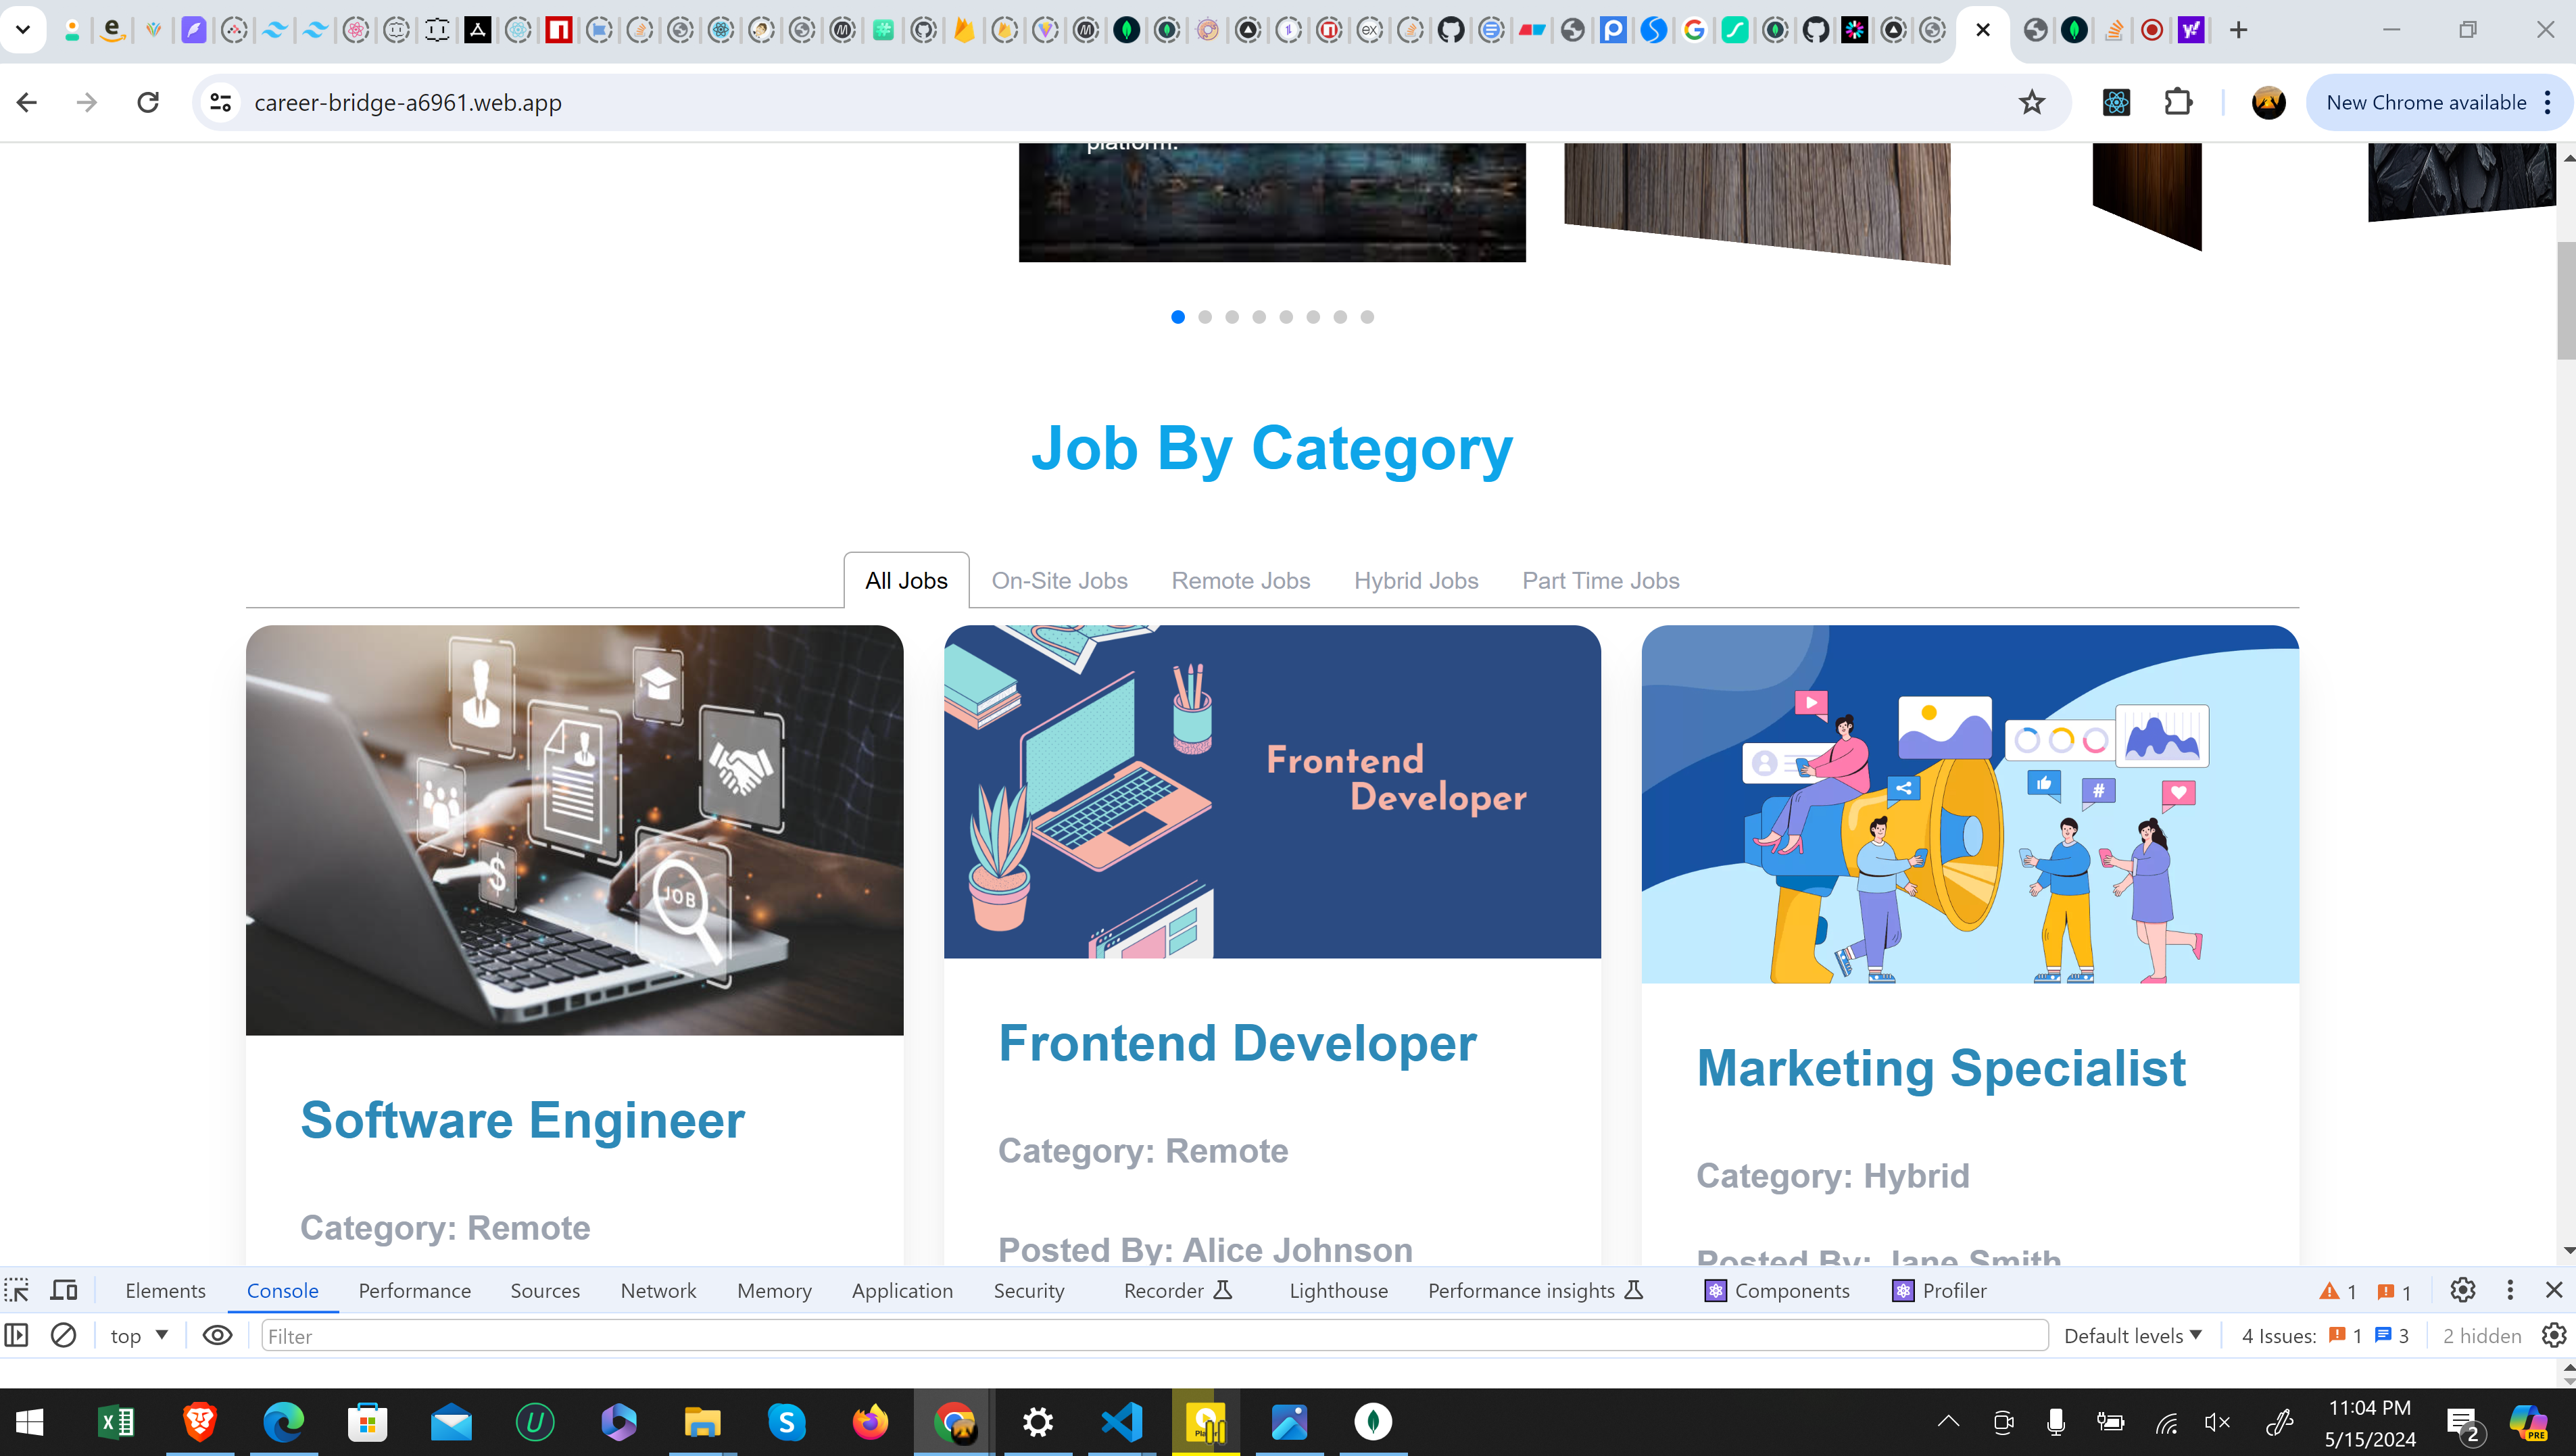 career-bridge-a6961.web.app
New Chrome available
platform.
Job By Category
All Jobs
On-Site Jobs
Remote Jobs
Hybrid Jobs
Part Time Jobs
$
JOB
Frontend
Developer
#
Software Engineer
Category: Remote
Frontend Developer
Category: Remote
Posted By: Alice Johnson
Marketing Specialist
Category: Hybrid
Posted By: Jane Smith
Elements
Console
Performance
Sources
Network
Memory
Application
Security
Recorder
Lighthouse
Performance insights
Components
Profiler
1
1
top
Filter
Default levels
4 Issues:
1
3
2 hidden
11:04 PM
5/15/2024
2
PRE